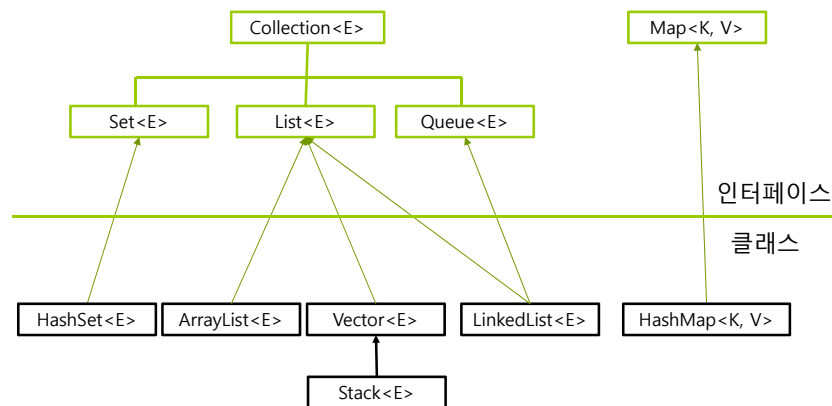 Collection<E>
Map<K, V>
Set<E>
List<E>
Queue<E>
인터페이스
클래스
HashSet<E>
ArrayList<E>
Vector<E>
LinkedList<E>
HashMap<K, V>
Stack<E>